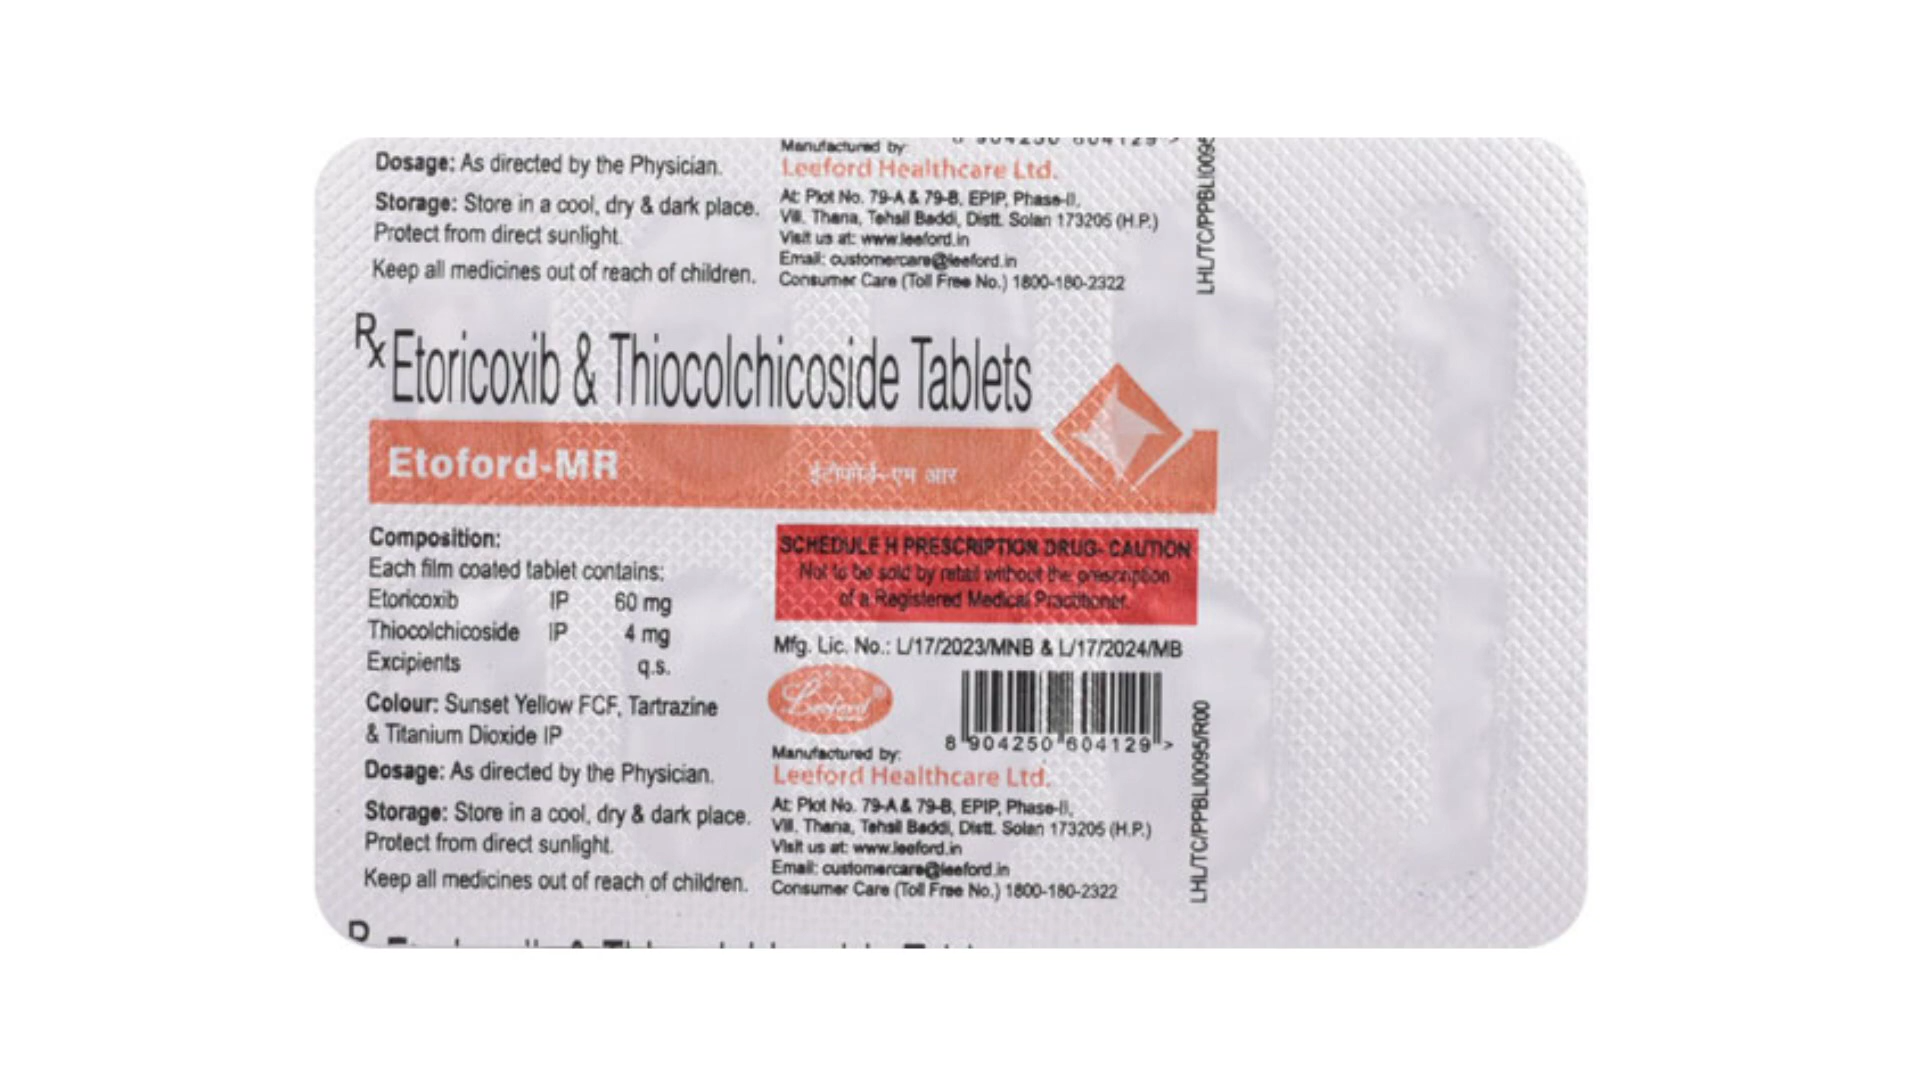 Dosage: As directed by the Physician.
Storage: Store in a cool, dry & dark place.
Protect from direct sunlight.
Keep all medicines out of reach of children.
8 904250 604129 >
Manufactured by:
Leeford Healthcare Ltd.
At: Plot No. 79-A & 79-B, EPIP, Phase-II,
Vill. Thana, Tehsil Baddi, Distt. Solan 173205 (H.P.)
Visit us at: www.leeford.in
Email: customercare@leeford.in
Consumer Care (Toll Free No.) 1800-180-2322
Rx Etoricoxib & Thiocolchicoside Tablets
Etoford-MR
ईटोफोर्ड-एम आर
Composition:
Each film coated tablet contains:
Etoricoxib IP 60 mg
Thiocolchicoside IP 4 mg
Excipients q.s.
Colour: Sunset Yellow FCF, Tartrazine
& Titanium Dioxide IP
Dosage: As directed by the Physician.
Storage: Store in a cool, dry & dark place.
Protect from direct sunlight.
Keep all medicines out of reach of children.
SCHEDULE H PRESCRIPTION DRUG- CAUTION
Not to be sold by retail without the prescription
of a Registered Medical Practitioner.
Mfg. Lic. No.: L/17/2023/MNB & L/17/2024/MB
Leeford®
8 904250 604129 >
Manufactured by:
Leeford Healthcare Ltd.
At: Plot No. 79-A & 79-B, EPIP, Phase-II,
Vill. Thana, Tehsil Baddi, Distt. Solan 173205 (H.P.)
Visit us at: www.leeford.in
Email: customercare@leeford.in
Consumer Care (Toll Free No.) 1800-180-2322
LHL/TC/PPBLI0095/R00